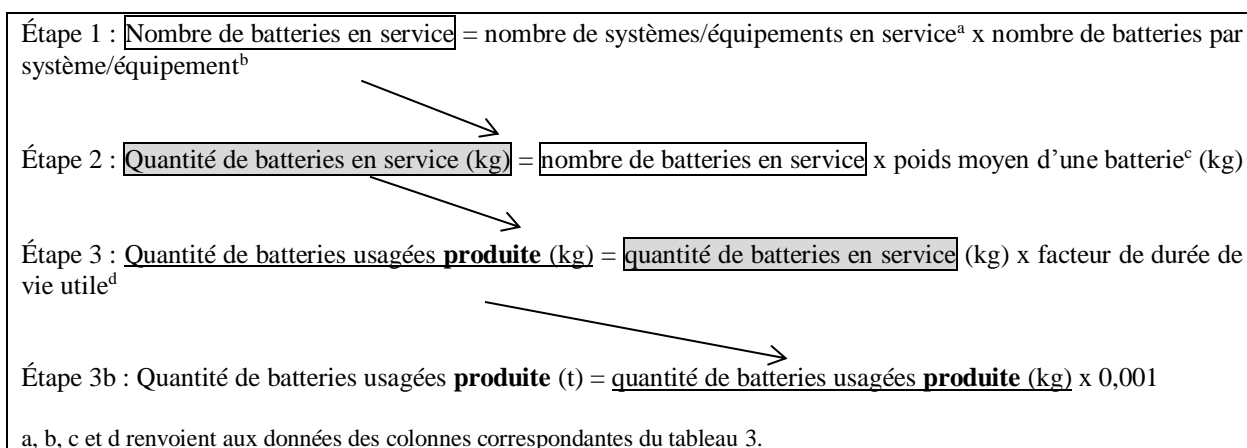 Étape 1 : Nombre de batteries en service = nombre de systèmes/équipements en serviceᵃ x nombre de batteries par
système/équipementᵇ
Étape 2 : Quantité de batteries en service (kg) = nombre de batteries en service x poids moyen d’une batterieᶜ (kg)
Étape 3 : Quantité de batteries usagées produite (kg) = quantité de batteries en service (kg) x facteur de durée de
vie utileᵈ
Étape 3b : Quantité de batteries usagées produite (t) = quantité de batteries usagées produite (kg) x 0,001
a, b, c et d renvoient aux données des colonnes correspondantes du tableau 3.